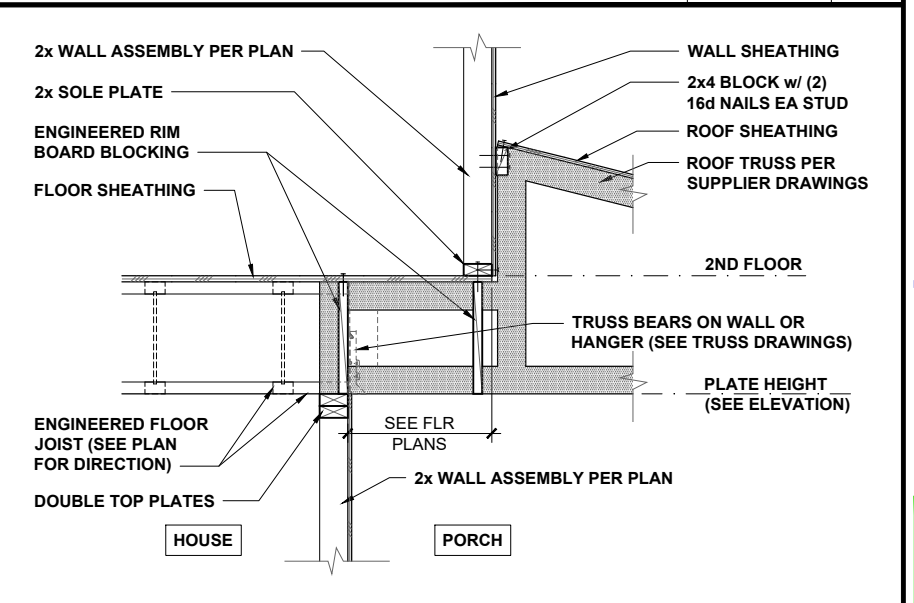 2x WALL ASSEMBLY PER PLAN
2x SOLE PLATE
ENGINEERED RIM
BOARD BLOCKING
FLOOR SHEATHING
WALL SHEATHING
2x4 BLOCK w/ (2)
16d NAILS EA STUD
ROOF SHEATHING
ROOF TRUSS PER
SUPPLIER DRAWINGS
2ND FLOOR
TRUSS BEARS ON WALL OR
HANGER (SEE TRUSS DRAWINGS)
PLATE HEIGHT
(SEE ELEVATION)
ENGINEERED FLOOR
JOIST (SEE PLAN
FOR DIRECTION)
SEE FLR
PLANS
DOUBLE TOP PLATES
2x WALL ASSEMBLY PER PLAN
HOUSE
PORCH